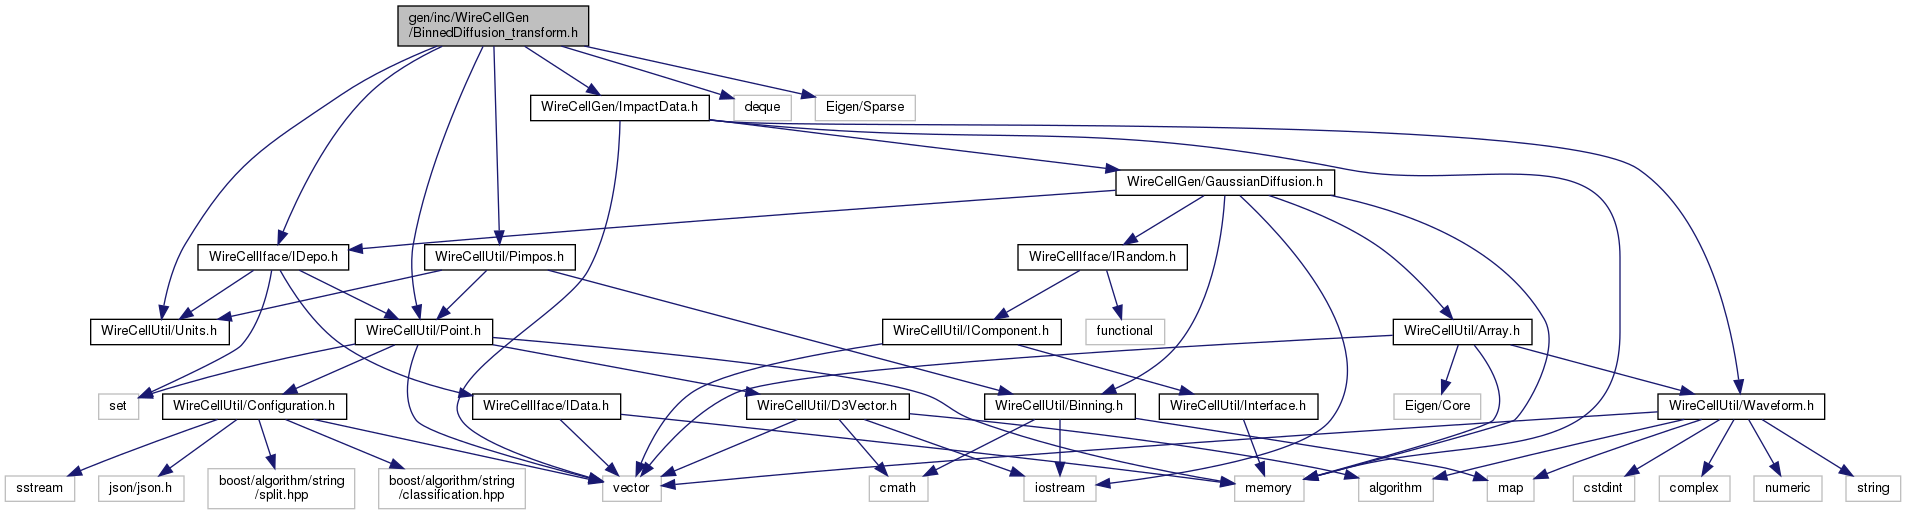 gen/inc/WireCellGen
/BinnedDiffusion_transform.h
WireCellGen/ImpactData.h
deque
Eigen/Sparse
WireCellGen/GaussianDiffusion.h
WireCellIface/IDepo.h
WireCellUtil/Pimpos.h
WireCellIface/IRandom.h
WireCellUtil/Units.h
WireCellUtil/Point.h
WireCellUtil/IComponent.h
functional
WireCellUtil/Array.h
set
WireCellUtil/Configuration.h
WireCellIface/IData.h
WireCellUtil/D3Vector.h
WireCellUtil/Binning.h
WireCellUtil/Interface.h
Eigen/Core
WireCellUtil/Waveform.h
sstream
json/json.h
boost/algorithm/string
/split.hpp
boost/algorithm/string
/classification.hpp
vector
cmath
iostream
memory
algorithm
map
cstdint
complex
numeric
string